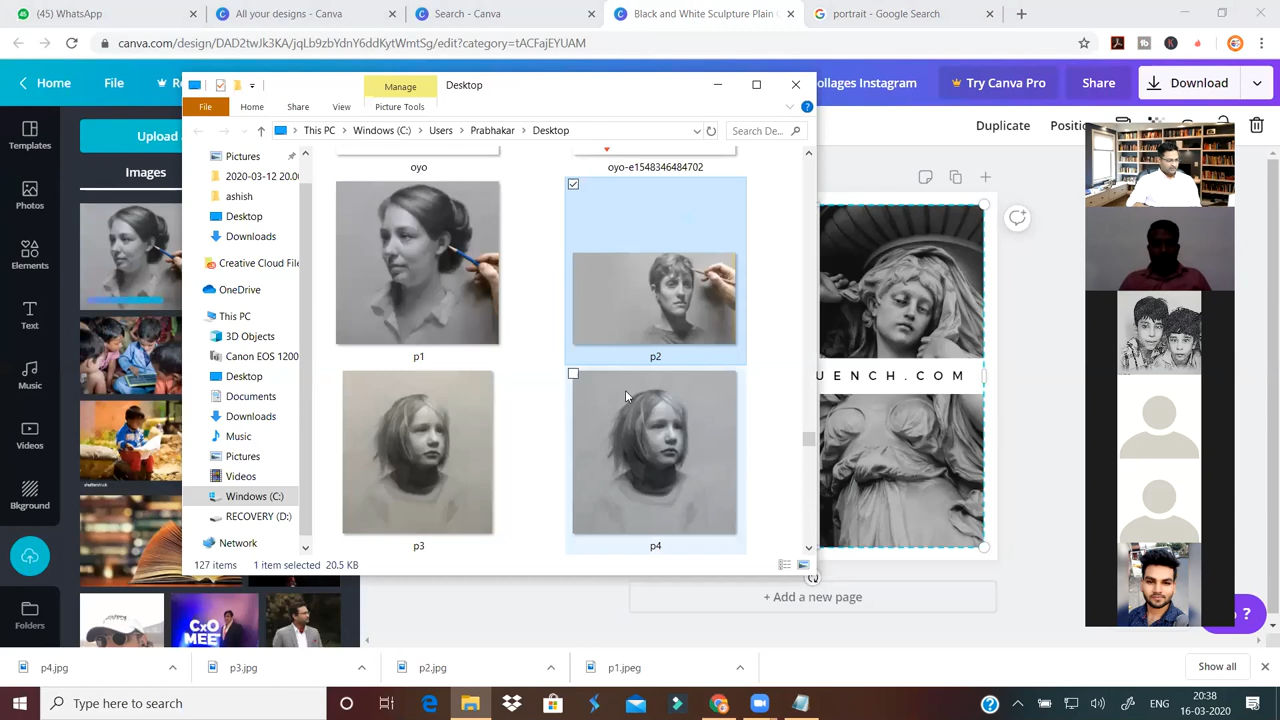 45
WhatsApp
All your designs - Canva
Search - Canva
Black and White Sculpture Plain C
portrait - Google Search
canva.com/design/DAD2twJk3KA/jqLb9zbYdnY6ddKytWmtSg/edit?category=tACFajEYUAM
Home
File
Re
ollages Instagram
Try Canva Pro
Share
Download
Manage
Desktop
File
Home
Share
View
Picture Tools
This PC
Windows (C:)
Users
Prabhakar
Desktop
Search De...
Duplicate
Positio
Templates
Photos
Elements
Text
Music
Videos
Bkground
Folders
Upload
Images
shutterstock
CxO
MEE
Pictures
2020-03-12 20.0
ashish
Desktop
Downloads
Creative Cloud File
OneDrive
This PC
3D Objects
Canon EOS 1200
Desktop
Documents
Downloads
Music
Pictures
Videos
Windows (C:)
RECOVERY (D:)
Network
oyo
oyo-e1548346484702
p1
p2
p3
p4
127 items
1 item selected
20.5 KB
UENCH.COM
+ Add a new page
?
p4.jpg
p3.jpg
p2.jpg
p1.jpeg
Show all
Type here to search
ENG
20:38
16-03-2020